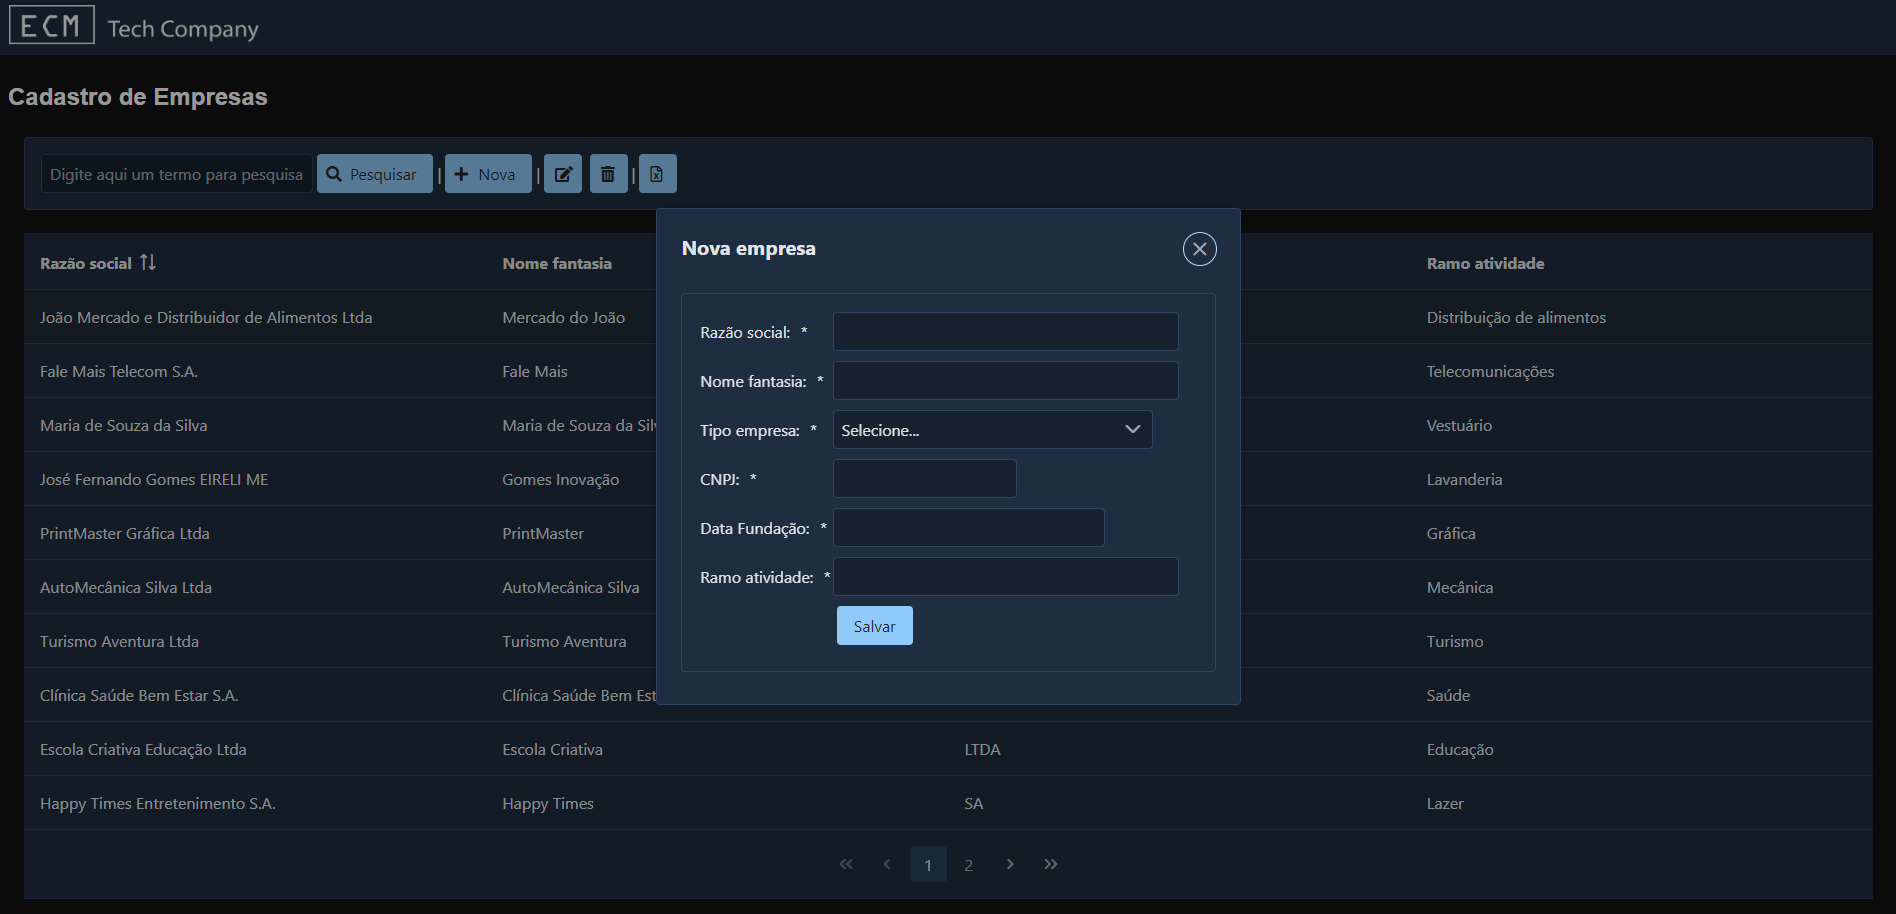 ECM Tech Company
Cadastro de Empresas
Digite aqui um termo para pesquisa Pesquisar | Nova | |
Nova empresa
Razão social: *
Nome fantasia: *
Tipo empresa: * Selecione...
CNPJ: *
Data Fundação: *
Ramo atividade: *
Salvar
Razão social Nome fantasia Ramo atividade
João Mercado e Distribuidor de Alimentos Ltda Mercado do João Distribuição de alimentos
Fale Mais Telecom S.A. Fale Mais Telecomunicações
Maria de Souza da Silva Maria de Souza da Silv Vestuário
José Fernando Gomes EIRELI ME Gomes Inovação Lavanderia
PrintMaster Gráfica Ltda PrintMaster Gráfica
AutoMecânica Silva Ltda AutoMecânica Silva Mecânica
Turismo Aventura Ltda Turismo Aventura Turismo
Clínica Saúde Bem Estar S.A. Clínica Saúde Bem Est Saúde
Escola Criativa Educação Ltda Escola Criativa LTDA Educação
Happy Times Entretenimento S.A. Happy Times SA Lazer
1 2